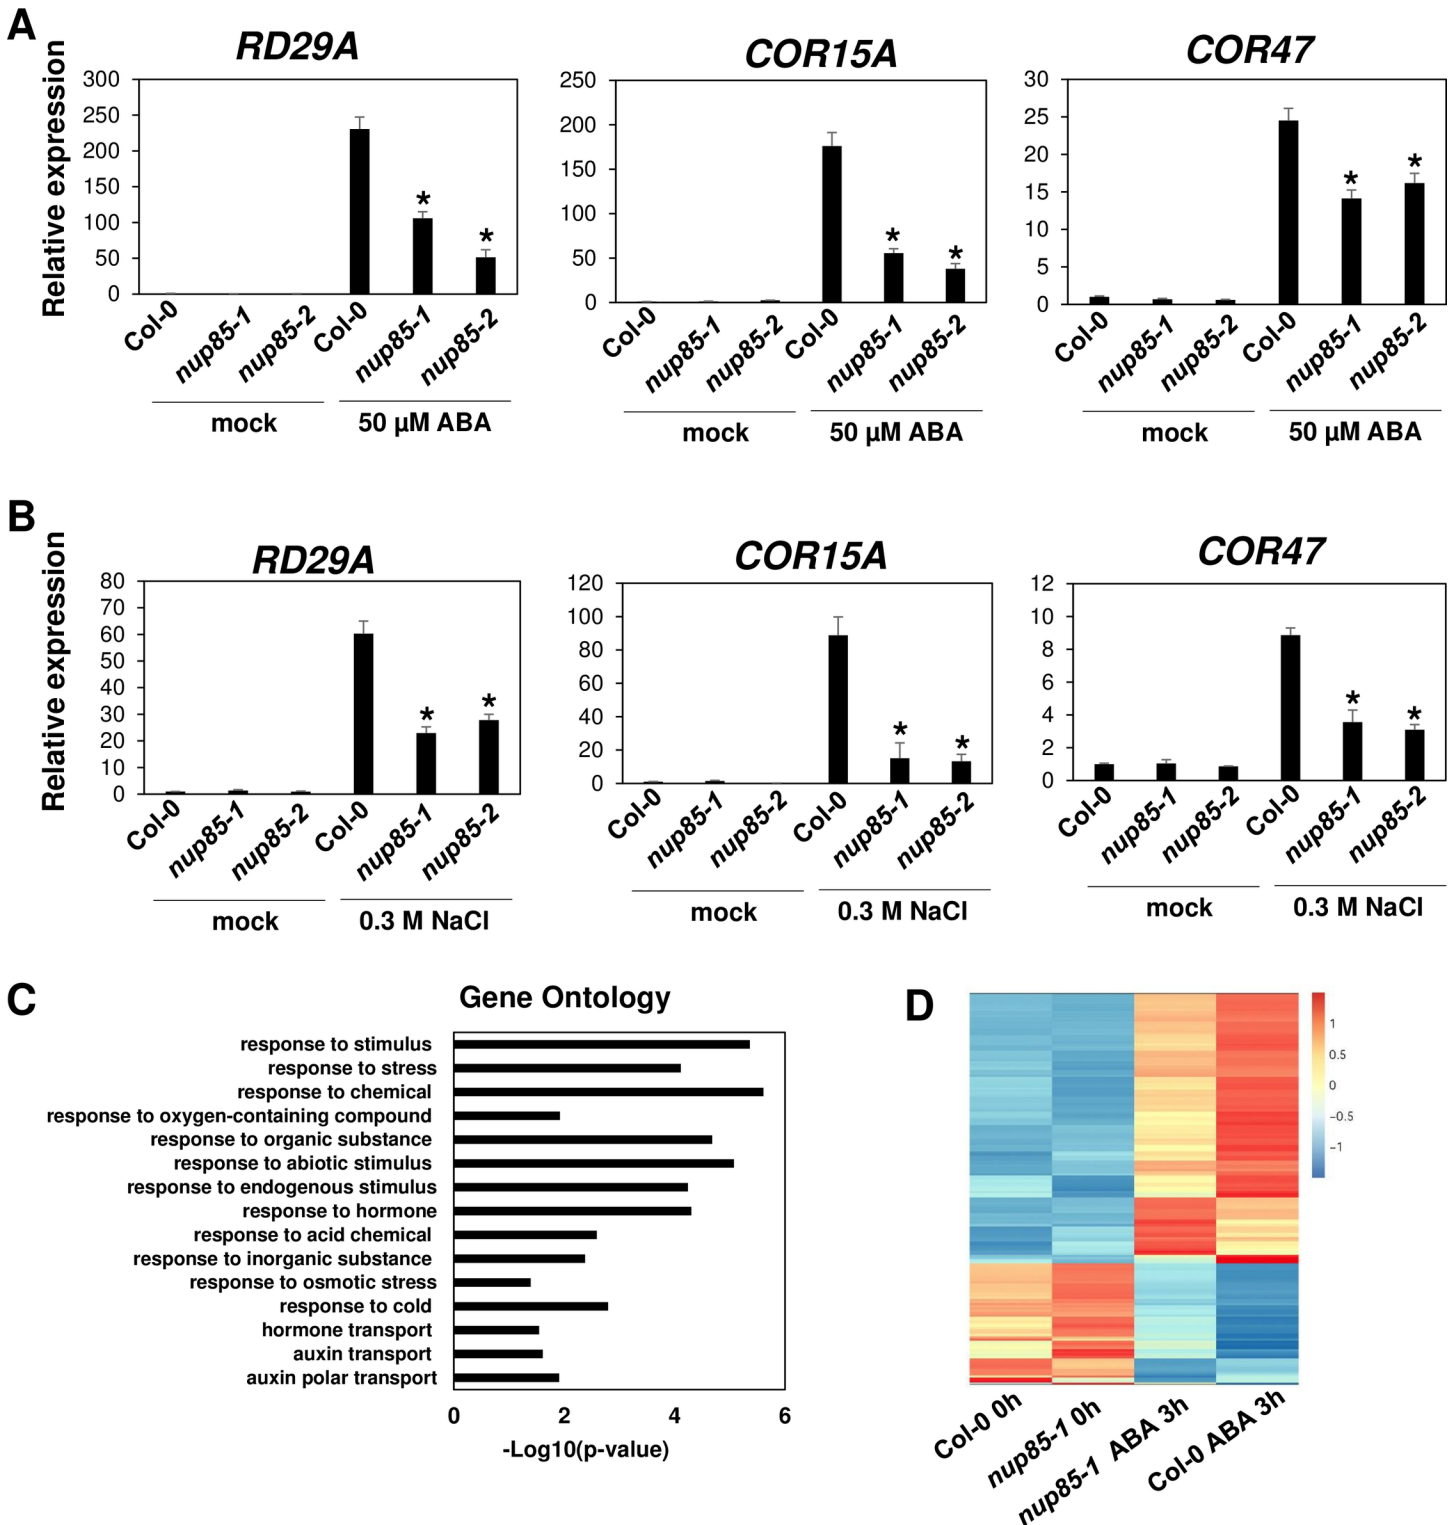 A
RD29A
COR15A
COR47
Relative expression
300
250
200
150
100
50
0
250
200
150
100
50
0
30
25
20
15
10
5
0
*
*
*
*
*
*
Col-0
nup85-1
nup85-2
Col-0
nup85-1
nup85-2
Col-0
nup85-1
nup85-2
Col-0
nup85-1
nup85-2
Col-0
nup85-1
nup85-2
Col-0
nup85-1
nup85-2
mock
50 µM ABA
mock
50 µM ABA
mock
50 µM ABA
B
RD29A
COR15A
COR47
Relative expression
80
70
60
50
40
30
20
10
0
120
100
80
60
40
20
0
12
10
8
6
4
2
0
*
*
*
*
*
*
Col-0
nup85-1
nup85-2
Col-0
nup85-1
nup85-2
Col-0
nup85-1
nup85-2
Col-0
nup85-1
nup85-2
Col-0
nup85-1
nup85-2
Col-0
nup85-1
nup85-2
mock
0.3 M NaCl
mock
0.3 M NaCl
mock
0.3 M NaCl
C
Gene Ontology
response to stimulus
response to stress
response to chemical
response to oxygen-containing compound
response to organic substance
response to abiotic stimulus
response to endogenous stimulus
response to hormone
response to acid chemical
response to inorganic substance
response to osmotic stress
response to cold
hormone transport
auxin transport
auxin polar transport
0
2
4
6
-Log10(p-value)
D
1
0.5
0
−0.5
−1
Col-0 0h
nup85-1 0h
nup85-1 ABA 3h
Col-0 ABA 3h